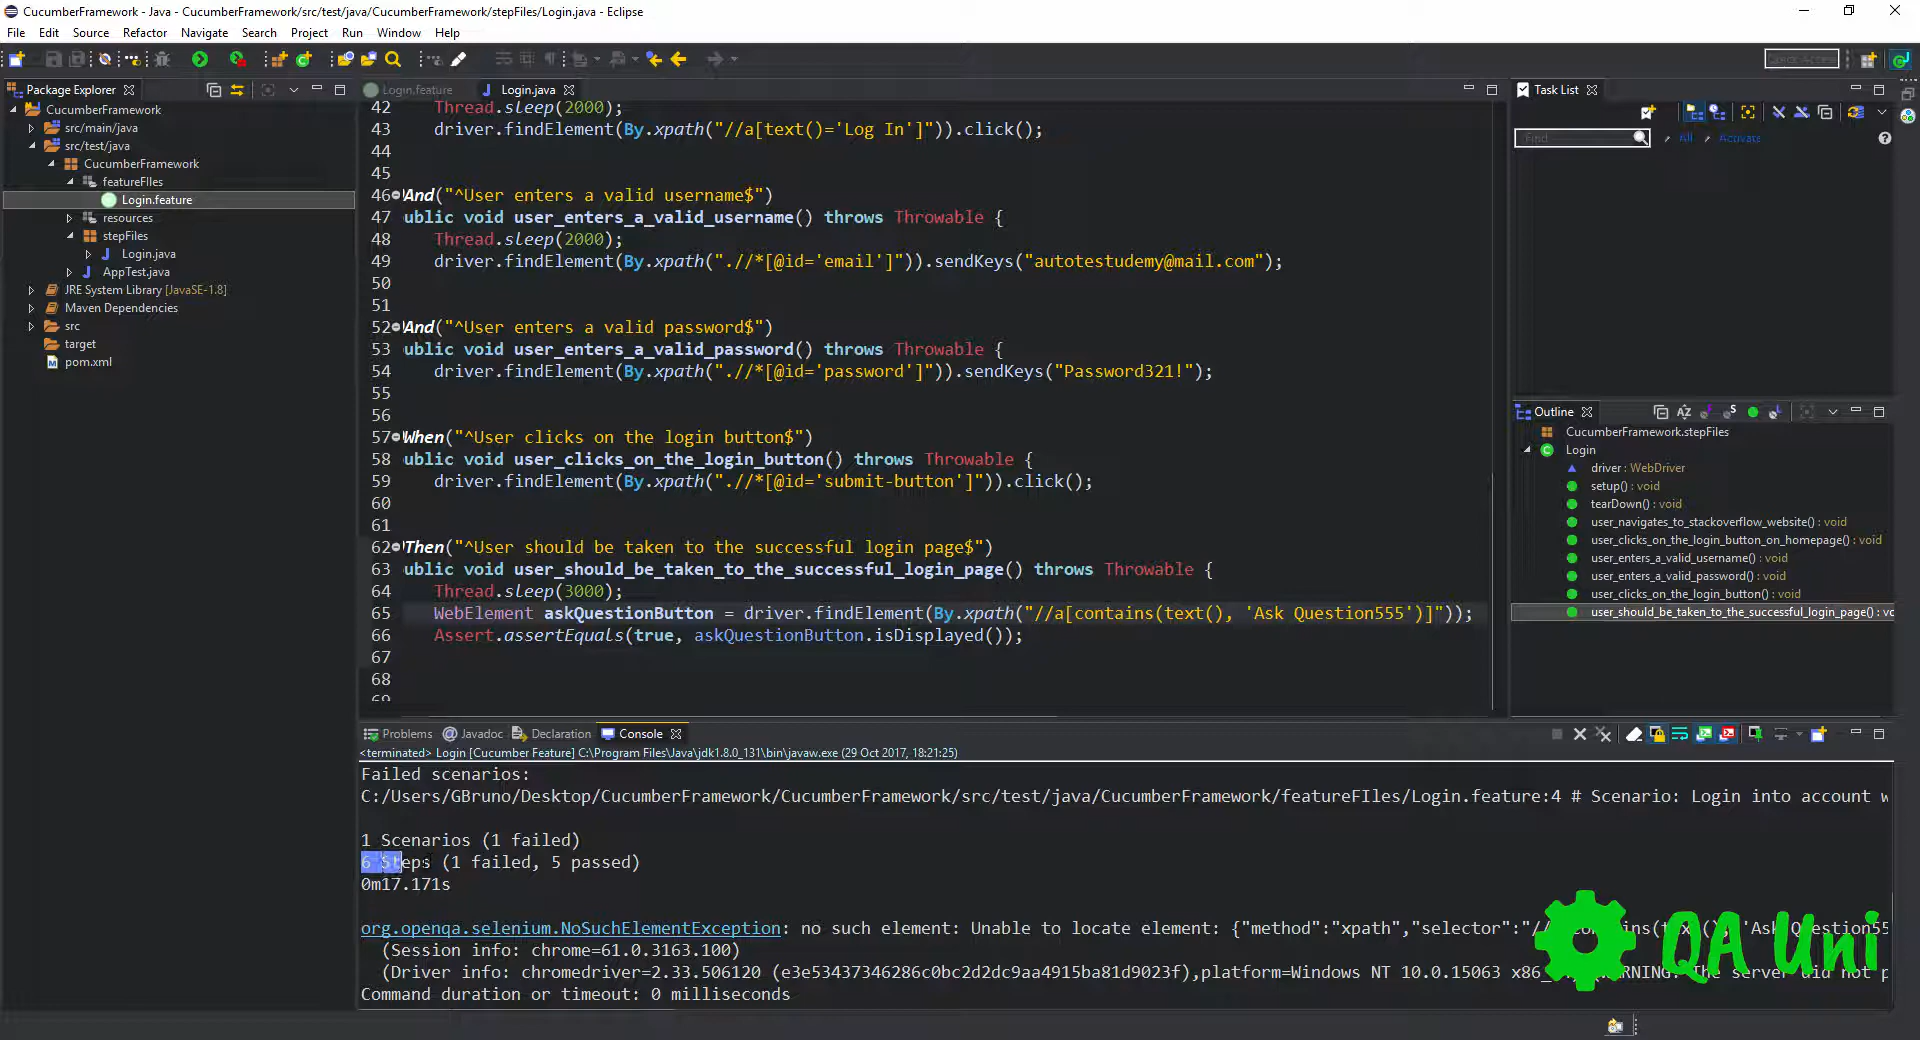 CucumberFramework - Java - CucumberFramework/src/test/java/CucumberFramework/stepFiles/Login.java - Eclipse
File Edit Source Refactor Navigate Search Project Run Window Help
Package Explorer
CucumberFramework
src/main/java
src/test/java
CucumberFramework
featureFIles
Login.feature
resources
stepFiles
Login.java
AppTest.java
JRE System Library [JavaSE-1.8]
Maven Dependencies
src
target
pom.xml
Login.feature Login.java
42 Thread.sleep(2000);
43 driver.findElement(By.xpath("//a[text()='Log In']")).click();
44
45
46 And("^User enters a valid username$")
47 ublic void user_enters_a_valid_username() throws Throwable {
48 Thread.sleep(2000);
49 driver.findElement(By.xpath(".//*[@id='email']")).sendKeys("autotestudemy@mail.com");
50
51
52 And("^User enters a valid password$")
53 ublic void user_enters_a_valid_password() throws Throwable {
54 driver.findElement(By.xpath(".//*[@id='password']")).sendKeys("Password321!");
55
56
57 When("^User clicks on the login button$")
58 ublic void user_clicks_on_the_login_button() throws Throwable {
59 driver.findElement(By.xpath(".//*[@id='submit-button']")).click();
60
61
62 Then("^User should be taken to the successful login page$")
63 ublic void user_should_be_taken_to_the_successful_login_page() throws Throwable {
64 Thread.sleep(3000);
65 WebElement askQuestionButton = driver.findElement(By.xpath("//a[contains(text(), 'Ask Question555')]"));
66 Assert.assertEquals(true, askQuestionButton.isDisplayed());
67
68
69
Task List
Find All Activate
Outline
CucumberFramework.stepFiles
Login
driver : WebDriver
setup() : void
tearDown() : void
user_navigates_to_stackoverflow_website() : void
user_clicks_on_the_login_button_on_homepage() : void
user_enters_a_valid_username() : void
user_enters_a_valid_password() : void
user_clicks_on_the_login_button() : void
user_should_be_taken_to_the_successful_login_page() : vo
Problems Javadoc Declaration Console
<terminated> Login [Cucumber Feature] C:\Program Files\Java\jdk1.8.0_131\bin\javaw.exe (29 Oct 2017, 18:21:25)
Failed scenarios:
C:/Users/GBruno/Desktop/CucumberFramework/CucumberFramework/src/test/java/CucumberFramework/featureFIles/Login.feature:4 # Scenario: Login into account w
1 Scenarios (1 failed)
6 Steps (1 failed, 5 passed)
0m17.171s
org.openqa.selenium.NoSuchElementException: no such element: Unable to locate element: {"method":"xpath","selector":"//a[contains(text(), 'Ask Question55
(Session info: chrome=61.0.3163.100)
(Driver info: chromedriver=2.33.506120 (e3e53437346286c0bc2d2dc9aa4915ba81d9023f),platform=Windows NT 10.0.15063 x86_ WARNING: The server did not p
Command duration or timeout: 0 milliseconds
QA Uni